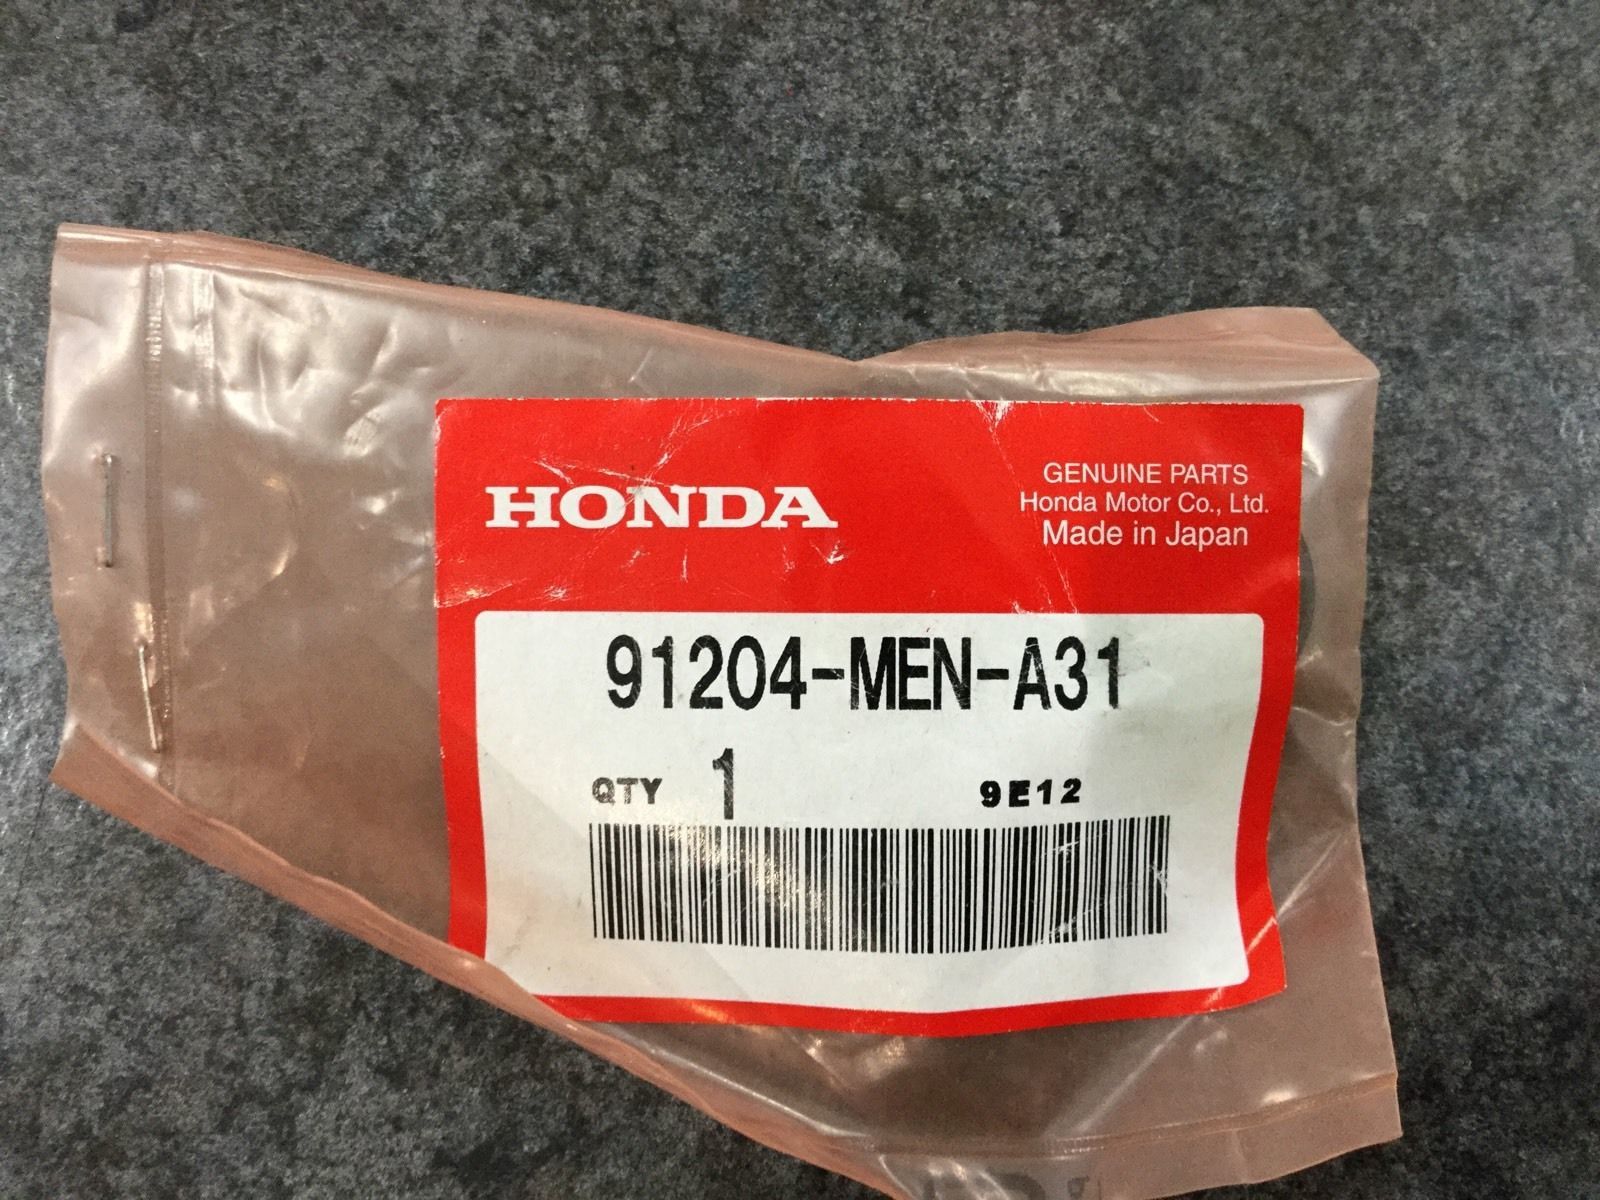 HONDA
GENUINE PARTS
Honda Motor Co., Ltd.
Made in Japan
91204-MEN-A31
QTY 1 9E12